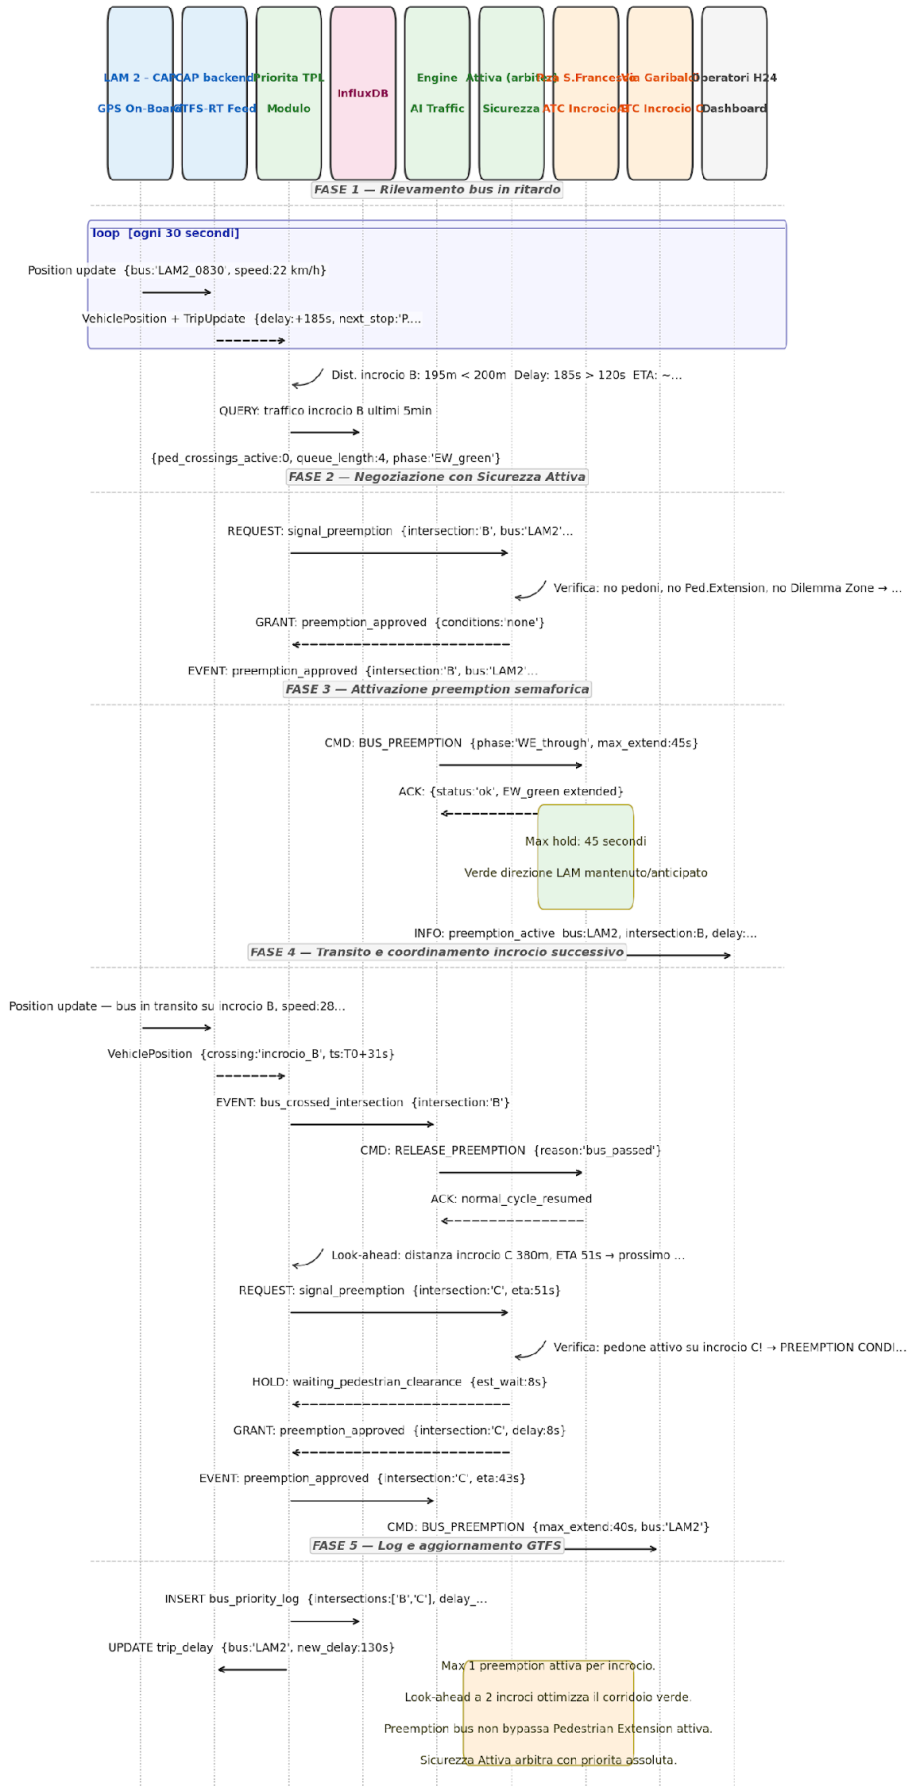 LAM 2 - CAP
GPS On-Board
CAP backend
GTFS-RT Feed
Priorita TPL
Modulo
InfluxDB
Engine
AI Traffic
Attiva
Sicurezza
S.Francesco
ATC Incrocio B
Via Garibaldi
ATC Incrocio C
Operatori H24
Dashboard
FASE 1 — Rilevamento bus in ritardo
loop [ogni 30 secondi]
Position update {bus:'LAM2_0830', speed:22 km/h}
VehiclePosition + TripUpdate {delay:+185s, next_stop:'P....
Dist. incrocio B: 195m < 200m Delay: 185s > 120s ETA: ~...
QUERY: traffico incrocio B ultimi 5min
{ped_crossings_active:0, queue_length:4, phase:'EW_green'}
FASE 2 — Negoziazione con Sicurezza Attiva
REQUEST: signal_preemption {intersection:'B', bus:'LAM2'...
Verifica: no pedoni, no Ped.Extension, no Dilemma Zone → ...
GRANT: preemption_approved {conditions:'none'}
EVENT: preemption_approved {intersection:'B', bus:'LAM2'...
FASE 3 — Attivazione preemption semaforica
CMD: BUS_PREEMPTION {phase:'WE_through', max_extend:45s}
ACK: {status:'ok', EW_green extended}
Max hold: 45 secondi
Verde direzione LAM mantenuto/anticipato
INFO: preemption_active bus:LAM2, intersection:B, delay:...
FASE 4 — Transito e coordinamento incrocio successivo
Position update — bus in transito su incrocio B, speed:28...
VehiclePosition {crossing:'incrocio_B', ts:T0+31s}
EVENT: bus_crossed_intersection {intersection:'B'}
CMD: RELEASE_PREEMPTION {reason:'bus_passed'}
ACK: normal_cycle_resumed
Look-ahead: distanza incrocio C 380m, ETA 51s → prossimo ...
REQUEST: signal_preemption {intersection:'C', eta:51s}
Verifica: pedone attivo su incrocio C! → PREEMPTION CONDI...
HOLD: waiting_pedestrian_clearance {est_wait:8s}
GRANT: preemption_approved {intersection:'C', delay:8s}
EVENT: preemption_approved {intersection:'C', eta:43s}
CMD: BUS_PREEMPTION {max_extend:40s, bus:'LAM2'}
FASE 5 — Log e aggiornamento GTFS
INSERT bus_priority_log {intersections:['B','C'], delay_...
UPDATE trip_delay {bus:'LAM2', new_delay:130s}
Max 1 preemption attiva per incrocio.
Look-ahead a 2 incroci ottimizza il corridoio verde.
Preemption bus non bypassa Pedestrian Extension attiva.
Sicurezza Attiva arbitra con priorita assoluta.